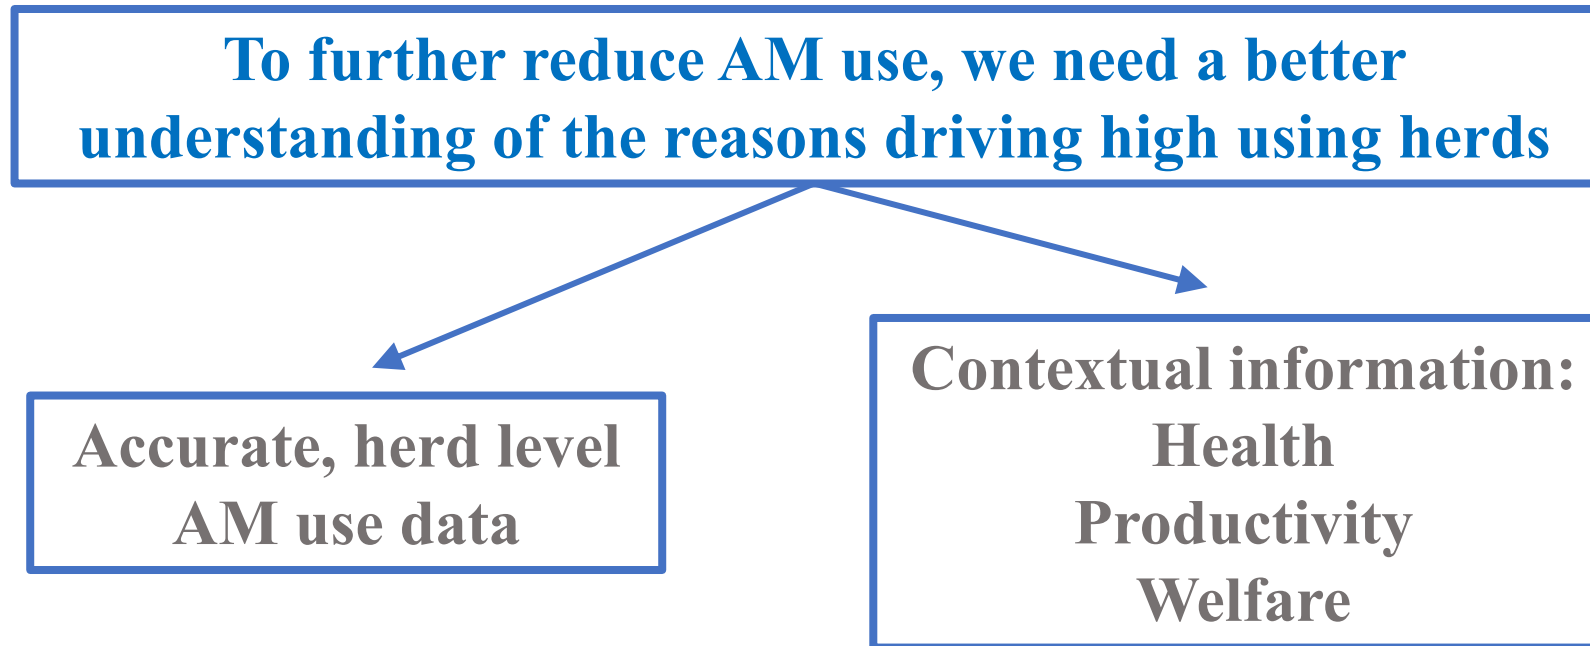 To further reduce AM use, we need a better
understanding of the reasons driving high using herds
Accurate, herd level
AM use data
Contextual information:
Health
Productivity
Welfare